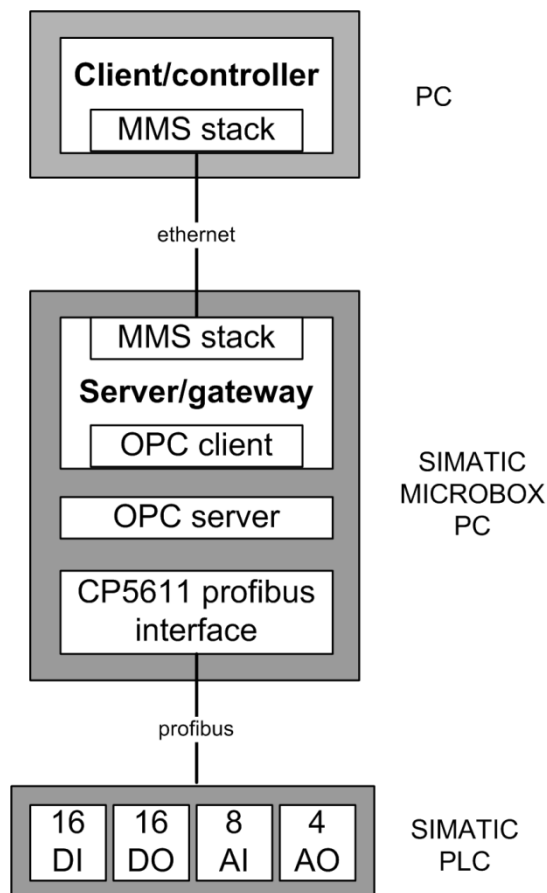 Client/controller
MMS stack
PC
ethernet
MMS stack
Server/gateway
OPC client
OPC server
CP5611 profibus
interface
SIMATIC
MICROBOX
PC
profibus
16
DI
16
DO
8
AI
4
AO
SIMATIC
PLC